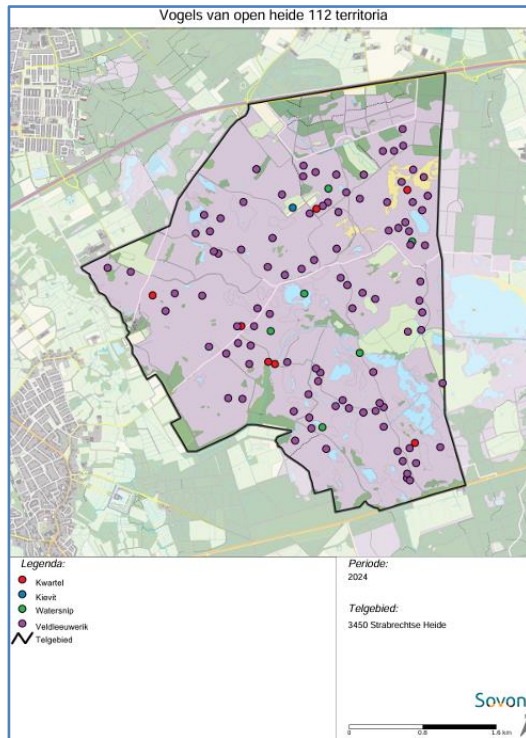 Vogels van open heide 112 territoria
Legenda:
Kwartel
Kievit
Watersnip
Veldleeuwerik
Telgebied
Periode:
2024
Telgebied:
3450 Strabrechtse Heide
Sovon
0 0.8 1.6 km